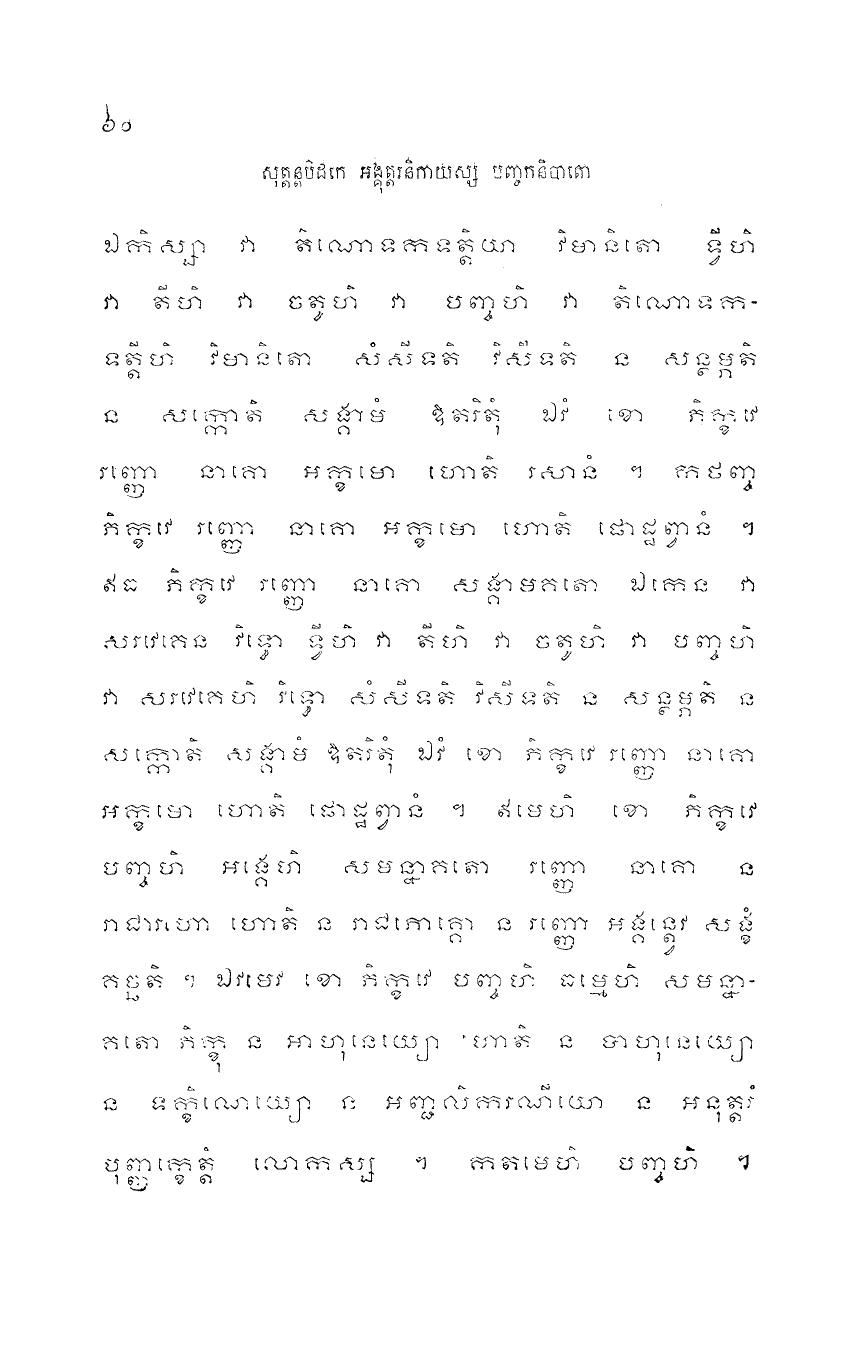 ៦០
សុត្តន្តបិដកេ អង្គុត្តរនិកាយស្ស បញ្ចកនិបាតោ
ឯកិស្សា វា តិណោទកទត្តិយា វិមានិតោ ទ្វីហិ
វា តីហិ វា ចតូហិ វា បញ្ចហិ វា តិណោទក-
ទត្តីហិ វិមានិតោ សំសីទតិ វិសីទតិ ន សន្ថម្ភតិ
ន សក្កោតិ សង្គាមំ ឱតរិតុំ ឯវំ ខោ ភិក្ខវេ
រញ្ញោ នាគោ អក្ខមោ ហោតិ រសានំ ។ កថញ្ច
ភិក្ខវេ រញ្ញោ នាគោ អក្ខមោ ហោតិ ផោដ្ឋព្វានំ ។
ឥធ ភិក្ខវេ រញ្ញោ នាគោ សង្គាមគតោ ឯកេន វា
សរវេគេន វិទ្ធោ ទ្វីហិ វា តីហិ វា ចតូហិ វា បញ្ចហិ
វា សរវេគេហិ វិទ្ធោ សំសីទតិ វិសីទតិ ន សន្ថម្ភតិ ន
សក្កោតិ សង្គាមំ ឱតរិតុំ ឯវំ ខោ ភិក្ខវេ រញ្ញោ នាគោ
អក្ខមោ ហោតិ ផោដ្ឋព្វានំ ។ ឥមេហិ ខោ ភិក្ខវេ
បញ្ចហិ អង្គេហិ សមន្នាគតោ រញ្ញោ នាគោ ន
រាជារហោ ហោតិ ន រាជភោគ្គោ ន រញ្ញោ អង្គន្ត្វេវ សង្ខំ
គច្ឆតិ ។ ឯវមេវ ខោ ភិក្ខវេ បញ្ចហិ ធម្មេហិ សមន្នា-
គតោ ភិក្ខុ ន អាហុនេយ្យោ ហោតិ ន បាហុនេយ្យោ
ន ទក្ខិណេយ្យោ ន អញ្ជលិករណីយោ ន អនុត្តរំ
បុញ្ញក្ខេត្តំ លោកស្ស ។ កតមេហិ បញ្ចហិ ។